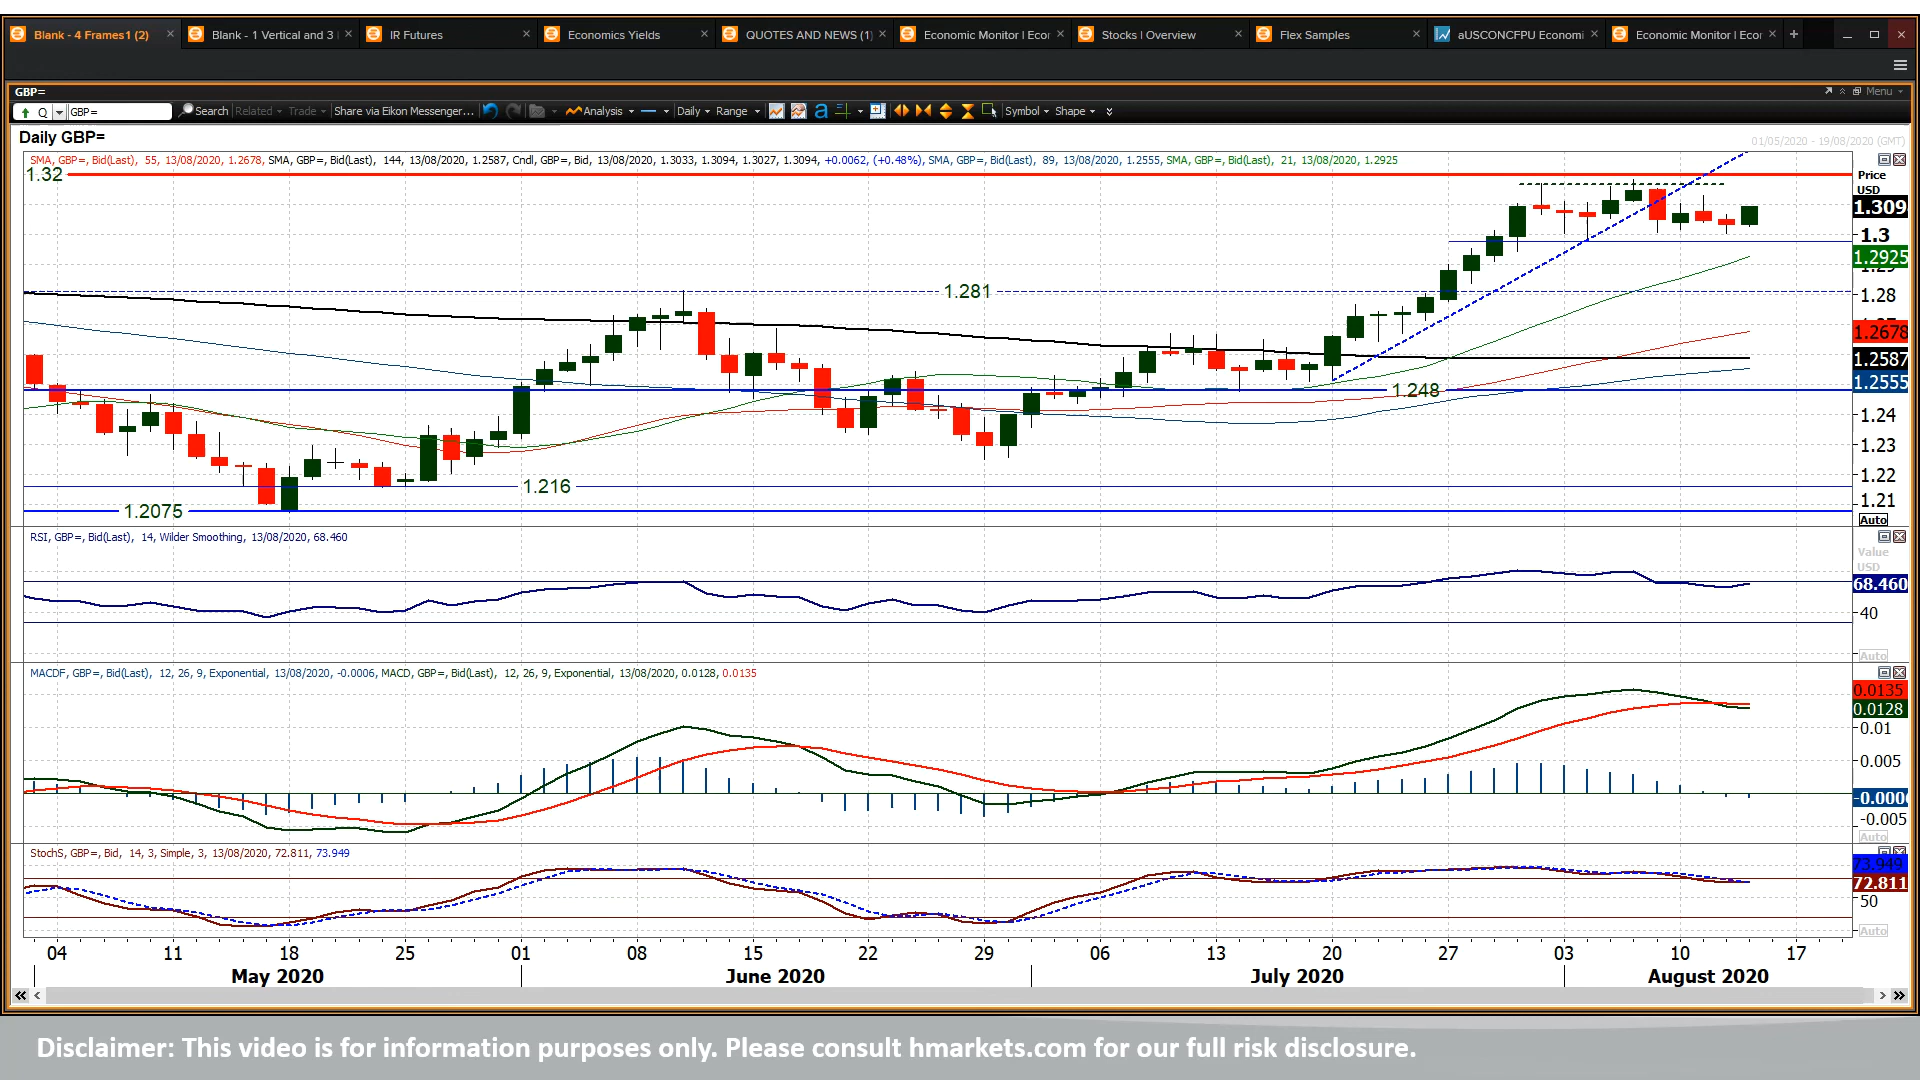 Blank - 4 Frames1 (2)
Blank - 1 Vertical and 3
IR Futures
Economics Yields
QUOTES AND NEWS (1)
Economic Monitor | Ecor
Stocks | Overview
Flex Samples
aUSCONCFPU Economi
Economic Monitor | Ecor
GBP=
Menu
Q GBP= Search Related Trade Share via Eikon Messenger... Analysis Daily Range a Symbol Shape
Daily GBP=
01/05/2020 - 19/08/2020 (GMT)
SMA, GBP=, Bid(Last), 55, 13/08/2020, 1.2678, SMA, GBP=, Bid(Last), 144, 13/08/2020, 1.2587, Cndl, GBP=, Bid, 13/08/2020, 1.3033, 1.3094, 1.3027, 1.3094, +0.0062, (+0.48%), SMA, GBP=, Bid(Last), 89, 13/08/2020, 1.2555, SMA, GBP=, Bid(Last), 21, 13/08/2020, 1.2925
1.32
Price
USD
1.309
1.3
1.2925
1.281
1.28
1.2678
1.2587
1.2555
1.248
1.24
1.23
1.22
1.216
1.21
1.2075
Auto
RSI, GBP=, Bid(Last), 14, Wilder Smoothing, 13/08/2020, 68.460
Value
USD
68.460
40
Auto
MACDF, GBP=, Bid(Last), 12, 26, 9, Exponential, 13/08/2020, -0.0006, MACD, GBP=, Bid(Last), 12, 26, 9, Exponential, 13/08/2020, 0.0128, 0.0135
0.0135
0.0128
0.01
0.005
-0.000
-0.005
Auto
StochS, GBP=, Bid, 14, 3, Simple, 3, 13/08/2020, 72.811, 73.949
73.949
72.811
50
Auto
04 11 18 25 01 08 15 22 29 06 13 20 27 03 10 17
May 2020 June 2020 July 2020 August 2020
Disclaimer: This video is for information purposes only. Please consult hmarkets.com for our full risk disclosure.